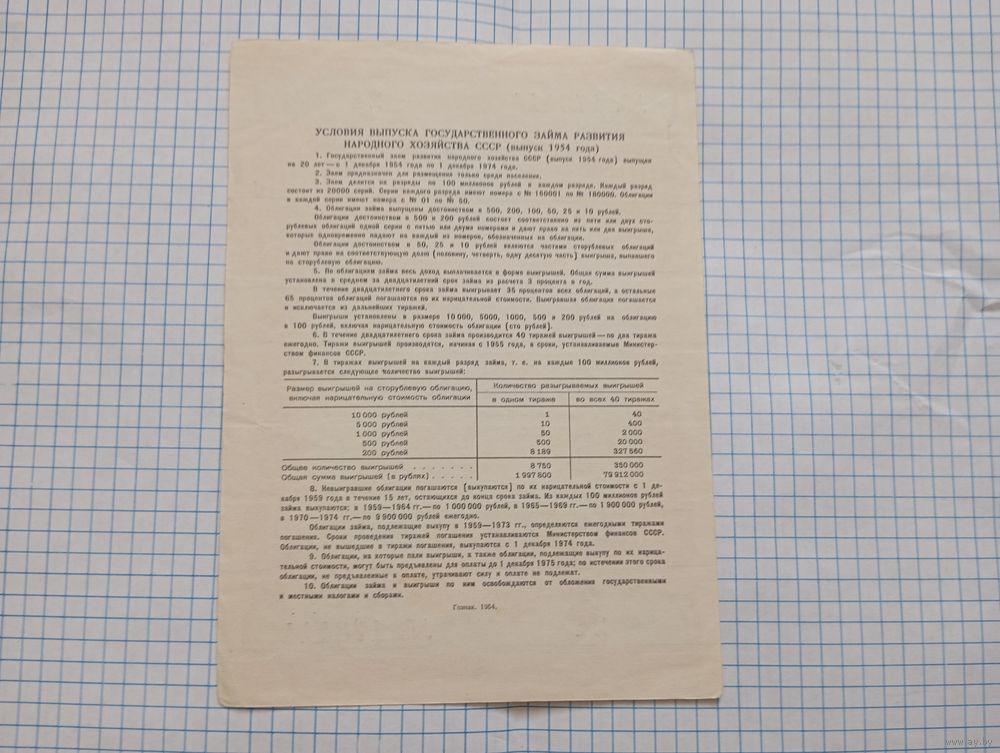 УСЛОВИЯ ВЫПУСКА ГОСУДАРСТВЕННОГО ЗАЙМА РАЗВИТИЯ
НАРОДНОГО ХОЗЯЙСТВА СССР (выпуск 1954 года)
1. Государственный заем развития народного хозяйства СССР (выпуск 1954 года) выпущен
на 20 лет — с 1 декабря 1954 года по 1 декабря 1974 года.
2. Заем предназначен для размещения только среди населения.
3. Заем делится на разряды по 100 миллионов рублей в каждом разряде. Каждый разряд
состоит из 20000 серий. Серии каждого разряда имеют номера с № 160001 по № 180000. Облигации
в каждой серии имеют номера с № 01 по № 50.
4. Облигации займа выпущены достоинством в 500, 200, 100, 50, 25 и 10 рублей.
Облигации достоинством в 500 и 200 рублей состоят соответственно из пяти или двух сто-
рублевых облигаций одной серии с пятью или двумя номерами и дают право на пять или два выигрыша,
которые одновременно падают на каждый из номеров, обозначенных на облигации.
Облигации достоинством в 50, 25 и 10 рублей являются частями сторублевых облигаций
и дают право на соответствующую долю (половину, четверть, одну десятую часть) выигрыша, выпавшего
на сторублевую облигацию.
5. По облигациям займа весь доход выплачивается в форме выигрышей. Общая сумма выигрышей
установлена в среднем за двадцатилетний срок займа из расчета 3 процента в год.
В течение двадцатилетнего срока займа выигрывает 35 процентов всех облигаций, а остальные
65 процентов облигаций погашаются по их нарицательной стоимости. Выигравшая облигация погашается
и исключается из дальнейших тиражей.
Выигрыши установлены в размере 10 000, 5000, 1000, 500 и 200 рублей на облигацию
в 100 рублей, включая нарицательную стоимость облигации (сто рублей).
6. В течение двадцатилетнего срока займа производится 40 тиражей выигрышей — по два тиража
ежегодно. Тиражи выигрышей производятся, начиная с 1955 года, в сроки, устанавливаемые Министер-
ством финансов СССР.
7. В тиражах выигрышей на каждый разряд займа, т. е. на каждые 100 миллионов рублей,
разыгрывается следующее количество выигрышей:
Размер выигрышей на сторублевую облигацию, Количество разыгрываемых выигрышей
включая нарицательную стоимость облигации в одном тираже во всех 40 тиражах
10 000 рублей 1 40
5 000 рублей 10 400
1 000 рублей 50 2 000
500 рублей 500 20 000
200 рублей 8 189 327 560
Общее количество выигрышей . . . . . . . 8 750 350 000
Общая сумма выигрышей (в рублях) . . . . . 1 997 800 79 912 000
8. Невыигравшие облигации погашаются (выкупаются) по их нарицательной стоимости с 1 де-
кабря 1959 года в течение 15 лет, остающихся до конца срока займа. Из каждых 100 миллионов рублей
займа выкупаются: в 1959—1964 гг.— по 1 000 000 рублей, в 1965—1969 гг.— по 1 900 000 рублей,
в 1970—1974 гг.— по 9 900 000 рублей ежегодно.
Облигации займа, подлежащие выкупу в 1959—1973 гг., определяются ежегодными тиражами
погашения. Сроки проведения тиражей погашения устанавливаются Министерством финансов СССР.
Облигации, не вышедшие в тиражи погашения, выкупаются с 1 декабря 1974 года.
9. Облигации, на которые пали выигрыши, а также облигации, подлежащие выкупу по их нарица-
тельной стоимости, могут быть предъявлены для оплаты до 1 декабря 1975 года; по истечении этого срока
облигации, не предъявленные к оплате, утрачивают силу и оплате не подлежат.
10. Облигации займа и выигрыши по ним освобождаются от обложения государственными
и местными налогами и сборами.
Гознак. 1954.
www.ay.by